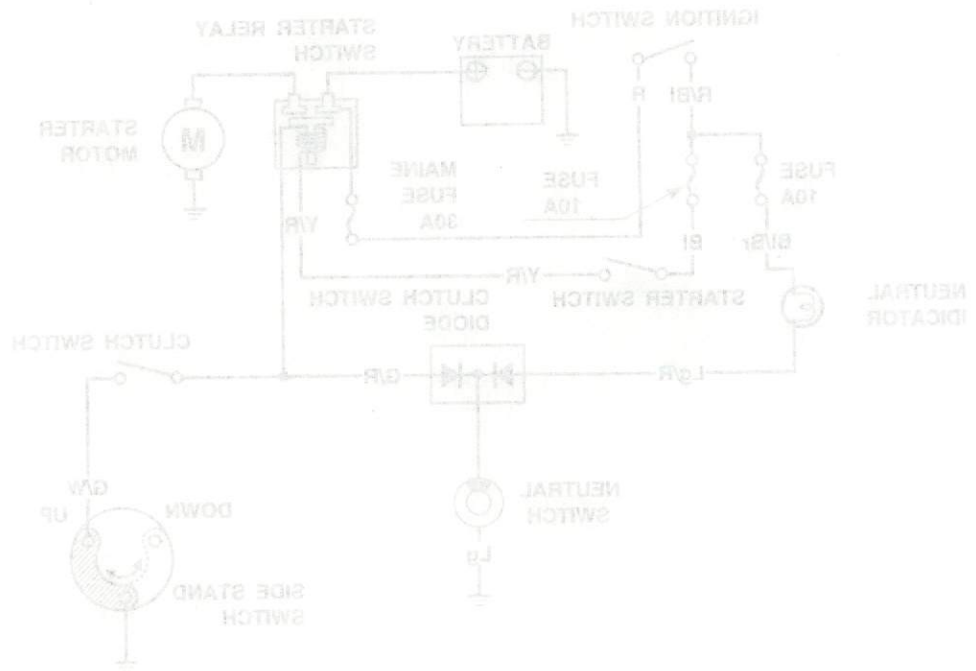 IGNITION SWITCH
STARTER RELAY
SWITCH
BATTERY
R/Bl
R
STARTER
MOTOR
M
MAINE
FUSE
30A
FUSE
10A
FUSE
10A
Y/R
Bl
Bl/Br
Y/R
STARTER SWITCH
CLUTCH SWITCH
DIODE
NEUTRAL
IDICATOR
CLUTCH SWITCH
G/R
Lg/R
G/W
UP
DOWN
NEUTRAL
SWITCH
Lg
SIDE STAND
SWITCH